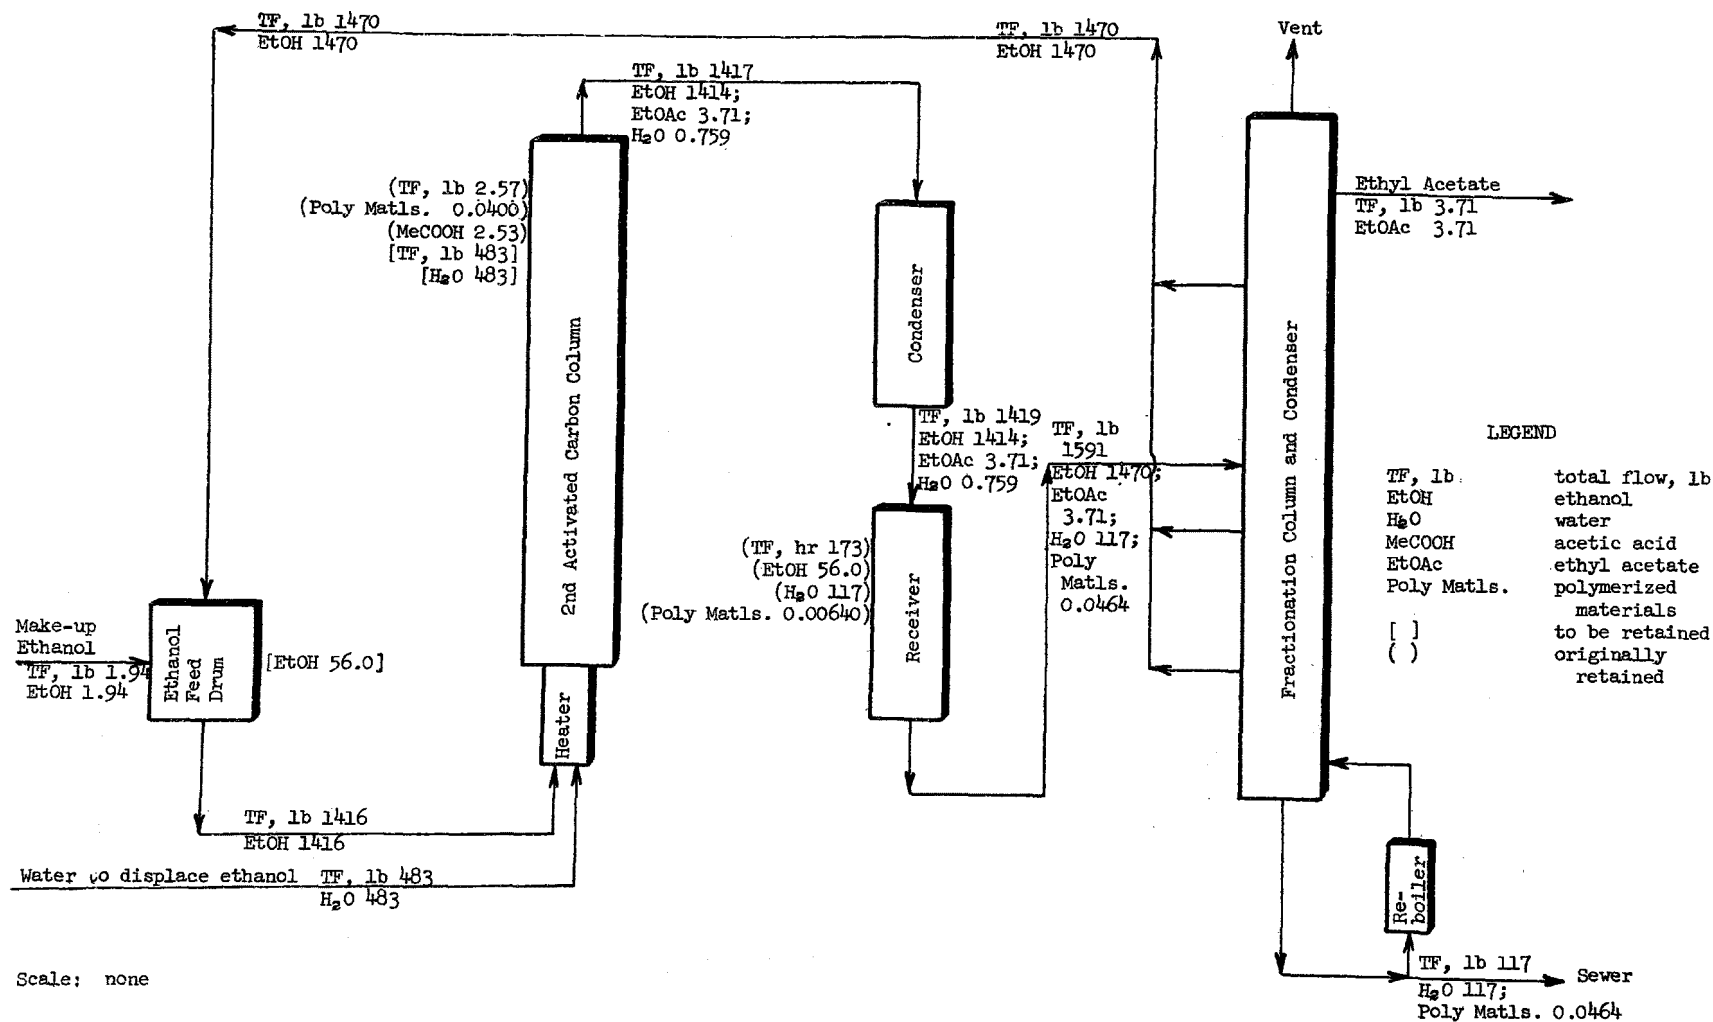 TF, lb 1470
EtOH 1470
TF, lb 1470
EtOH 1470
Vent
TF, lb 1417
EtOH 1414;
EtOAc 3.71;
H₂O 0.759
(TF, lb 2.57)
(Poly Matls. 0.0400)
(MeCOOH 2.53)
[TF, lb 483]
[H₂O 483]
2nd Activated Carbon Column
Heater
Condenser
Ethyl Acetate
TF, lb 3.71
EtOAc 3.71
TF, lb 1419
EtOH 1414;
EtOAc 3.71;
H₂O 0.759
TF, lb
1591
EtOH 1470;
EtOAc
3.71;
H₂O 117;
Poly
Matls.
0.0464
Fractionation Column and Condenser
(TF, hr 173)
(EtOH 56.0)
(H₂O 117)
(Poly Matls. 0.00640)
Receiver
LEGEND
TF, lb. total flow, lb
EtOH ethanol
H₂O water
MeCOOH acetic acid
EtOAc ethyl acetate
Poly Matls. polymerized
materials
[ ] to be retained
( ) originally
retained
Make-up
Ethanol
TF, lb 1.94
EtOH 1.94
Ethanol
Feed
Drum
[EtOH 56.0]
TF, lb 1416
EtOH 1416
Water to displace ethanol TF, lb 483
H₂O 483
Re-
boiler
TF, lb 117
H₂O 117;
Poly Matls. 0.0464
Sewer
Scale: none